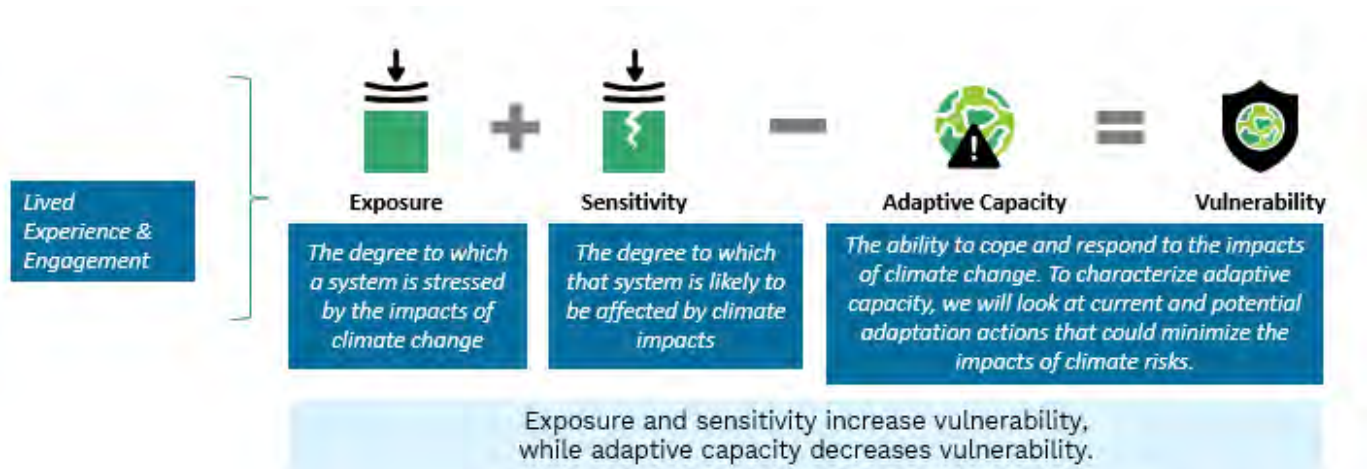 Lived
Experience &
Engagement
Exposure
The degree to which
a system is stressed
by the impacts of
climate change
Sensitivity
The degree to which
that system is likely to
be affected by climate
impacts
Adaptive Capacity
Vulnerability
The ability to cope and respond to the impacts
of climate change. To characterize adaptive
capacity, we will look at current and potential
adaptation actions that could minimize the
impacts of climate risks.
Exposure and sensitivity increase vulnerability,
while adaptive capacity decreases vulnerability.